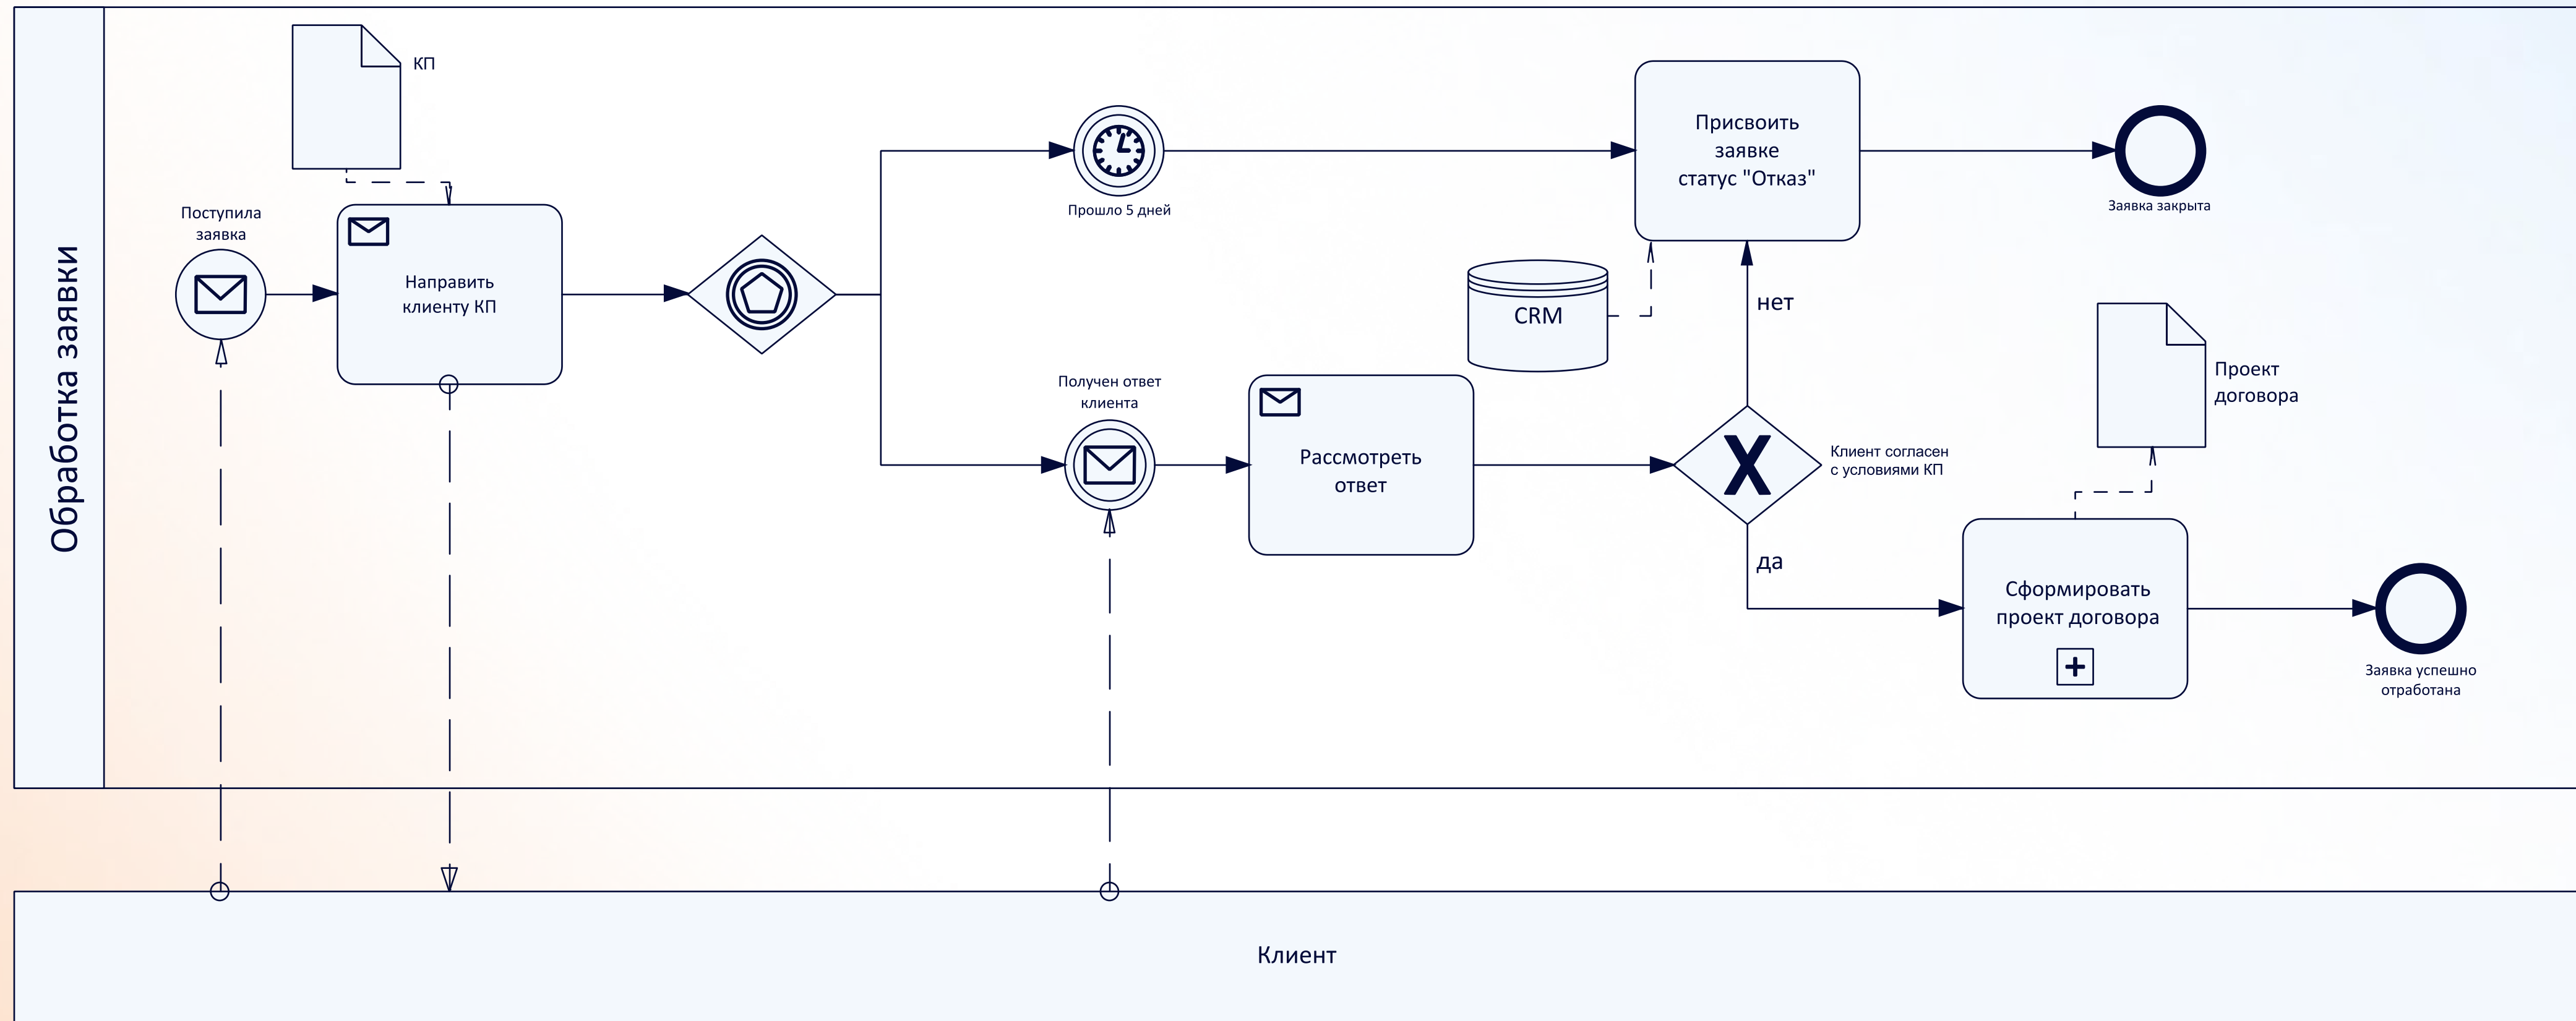 Обработка заявки
КП
Поступила
заявка
Направить
клиенту КП
Прошло 5 дней
Присвоить
заявке
статус "Отказ"
Заявка закрыта
CRM
нет
Получен ответ
клиента
Рассмотреть
ответ
Клиент согласен
с условиями КП
да
Проект
договора
Сформировать
проект договора
Заявка успешно
отработана
Клиент